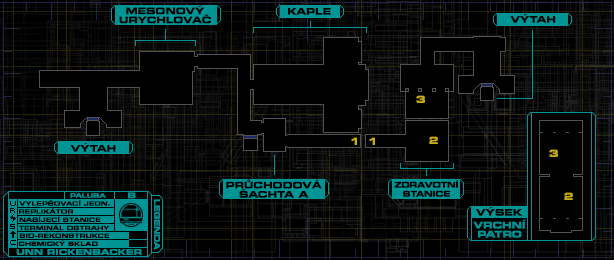 MESONOVÝ
URYCHLOVAČ
KAPLE
VÝTAH
3
1
1
2
VÝTAH
PRŮCHODOVÁ
ŠACHTA A
ZDRAVOTNÍ
STANICE
3
2
VÝSEK
VRCHNÍ
PATRO
PALUBA B
U VYLEPŠOVACÍ JEDN.
R REPLIKÁTOR
NABÍJECÍ STANICE
S TERMINÁL OBTRAHY
BIO-REKONSTRUKCE
C CHEMICKÝ SKLAD
LEGENDA
UNN RICKENBACKER